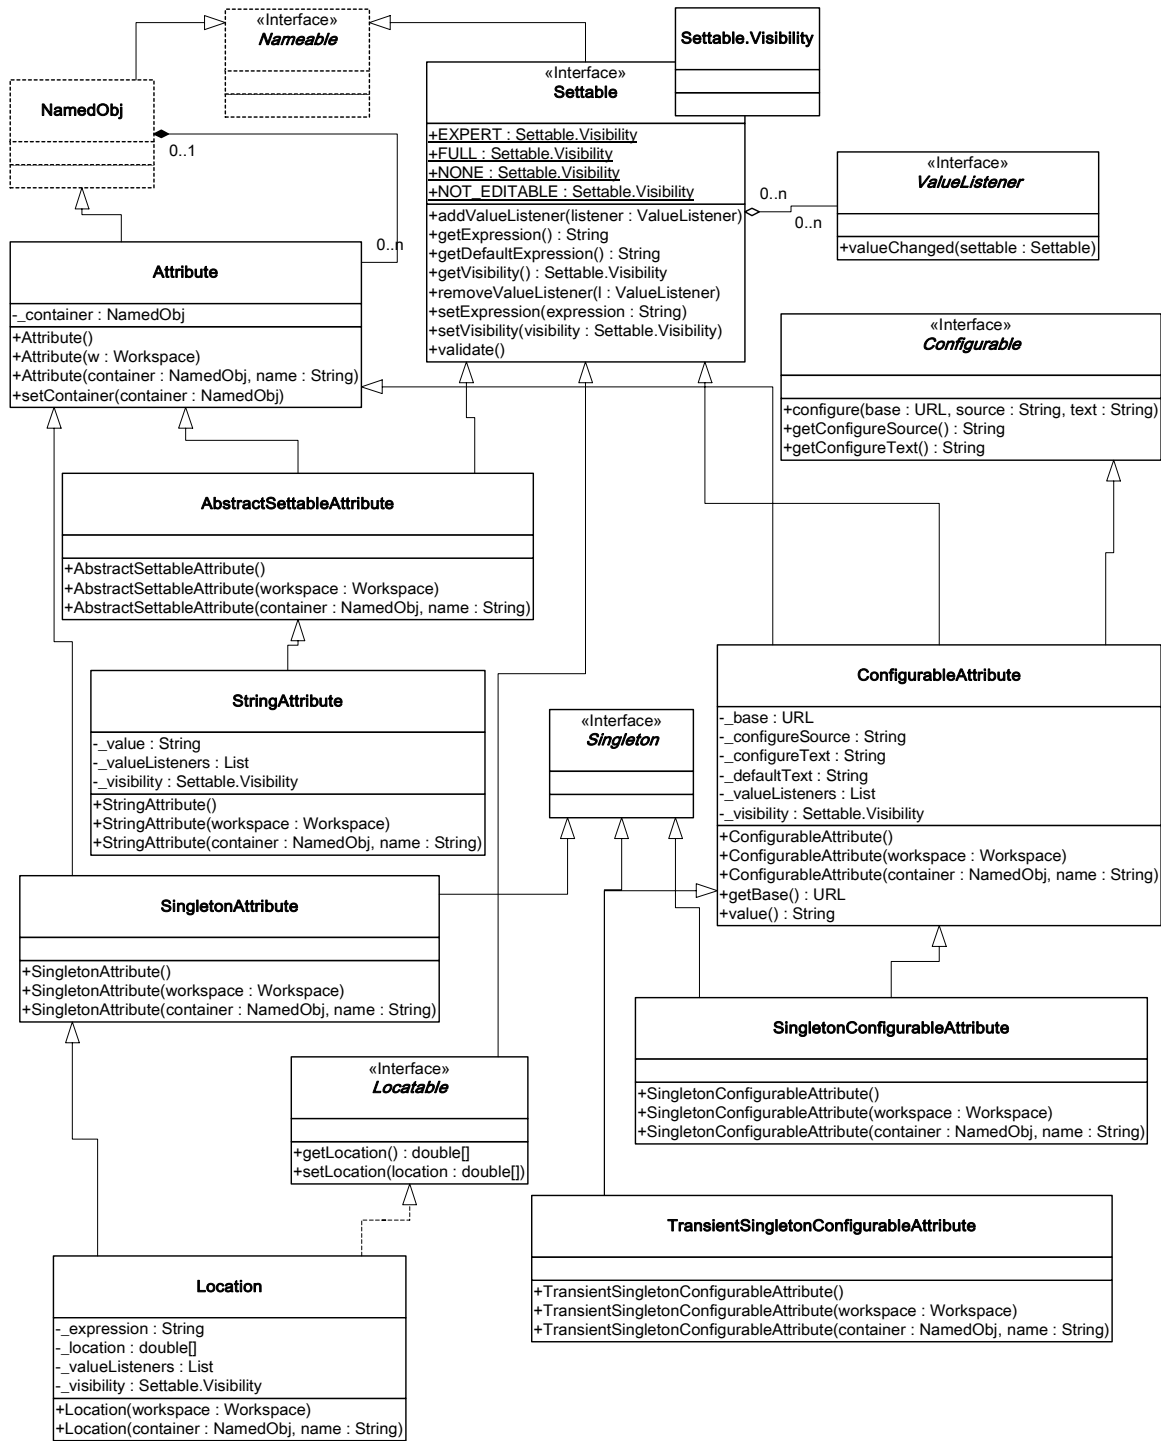 «Interface»
Nameable
Settable.Visibility
NamedObj
0..1
0..n
«Interface»
Settable
+EXPERT : Settable.Visibility
+FULL : Settable.Visibility
+NONE : Settable.Visibility
+NOT_EDITABLE : Settable.Visibility
+addValueListener(listener : ValueListener)
+getExpression() : String
+getDefaultExpression() : String
+getVisibility() : Settable.Visibility
+removeValueListener(l : ValueListener)
+setExpression(expression : String)
+setVisibility(visibility : Settable.Visibility)
+validate()
0..n
0..n
«Interface»
ValueListener
+valueChanged(settable : Settable)
Attribute
-_container : NamedObj
+Attribute()
+Attribute(w : Workspace)
+Attribute(container : NamedObj, name : String)
+setContainer(container : NamedObj)
«Interface»
Configurable
+configure(base : URL, source : String, text : String)
+getConfigureSource() : String
+getConfigureText() : String
AbstractSettableAttribute
+AbstractSettableAttribute()
+AbstractSettableAttribute(workspace : Workspace)
+AbstractSettableAttribute(container : NamedObj, name : String)
StringAttribute
-_value : String
-_valueListeners : List
-_visibility : Settable.Visibility
+StringAttribute()
+StringAttribute(workspace : Workspace)
+StringAttribute(container : NamedObj, name : String)
«Interface»
Singleton
ConfigurableAttribute
-_base : URL
-_configureSource : String
-_configureText : String
-_defaultText : String
-_valueListeners : List
-_visibility : Settable.Visibility
+ConfigurableAttribute()
+ConfigurableAttribute(workspace : Workspace)
+ConfigurableAttribute(container : NamedObj, name : String)
+getBase() : URL
+value() : String
SingletonAttribute
+SingletonAttribute()
+SingletonAttribute(workspace : Workspace)
+SingletonAttribute(container : NamedObj, name : String)
SingletonConfigurableAttribute
+SingletonConfigurableAttribute()
+SingletonConfigurableAttribute(workspace : Workspace)
+SingletonConfigurableAttribute(container : NamedObj, name : String)
«Interface»
Locatable
+getLocation() : double[]
+setLocation(location : double[])
TransientSingletonConfigurableAttribute
+TransientSingletonConfigurableAttribute()
+TransientSingletonConfigurableAttribute(workspace : Workspace)
+TransientSingletonConfigurableAttribute(container : NamedObj, name : String)
Location
-_expression : String
-_location : double[]
-_valueListeners : List
-_visibility : Settable.Visibility
+Location(workspace : Workspace)
+Location(container : NamedObj, name : String)